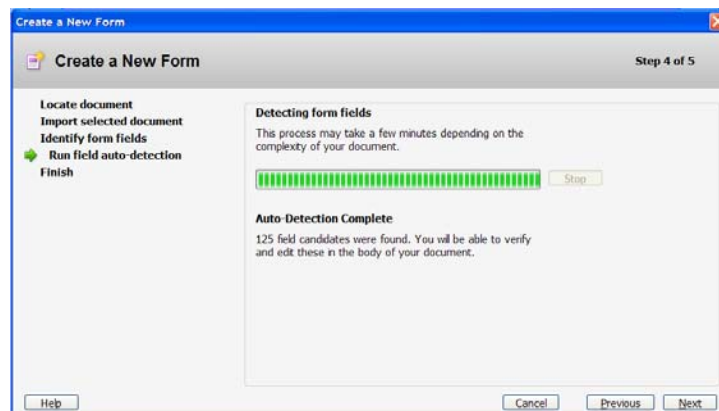 Create a New Form
Create a New Form
Step 4 of 5
Locate document
Import selected document
Identify form fields
Run field auto-detection
Finish
Detecting form fields
This process may take a few minutes depending on the
complexity of your document.
Stop
Auto-Detection Complete
125 field candidates were found. You will be able to verify
and edit these in the body of your document.
Help
Cancel
Previous
Next